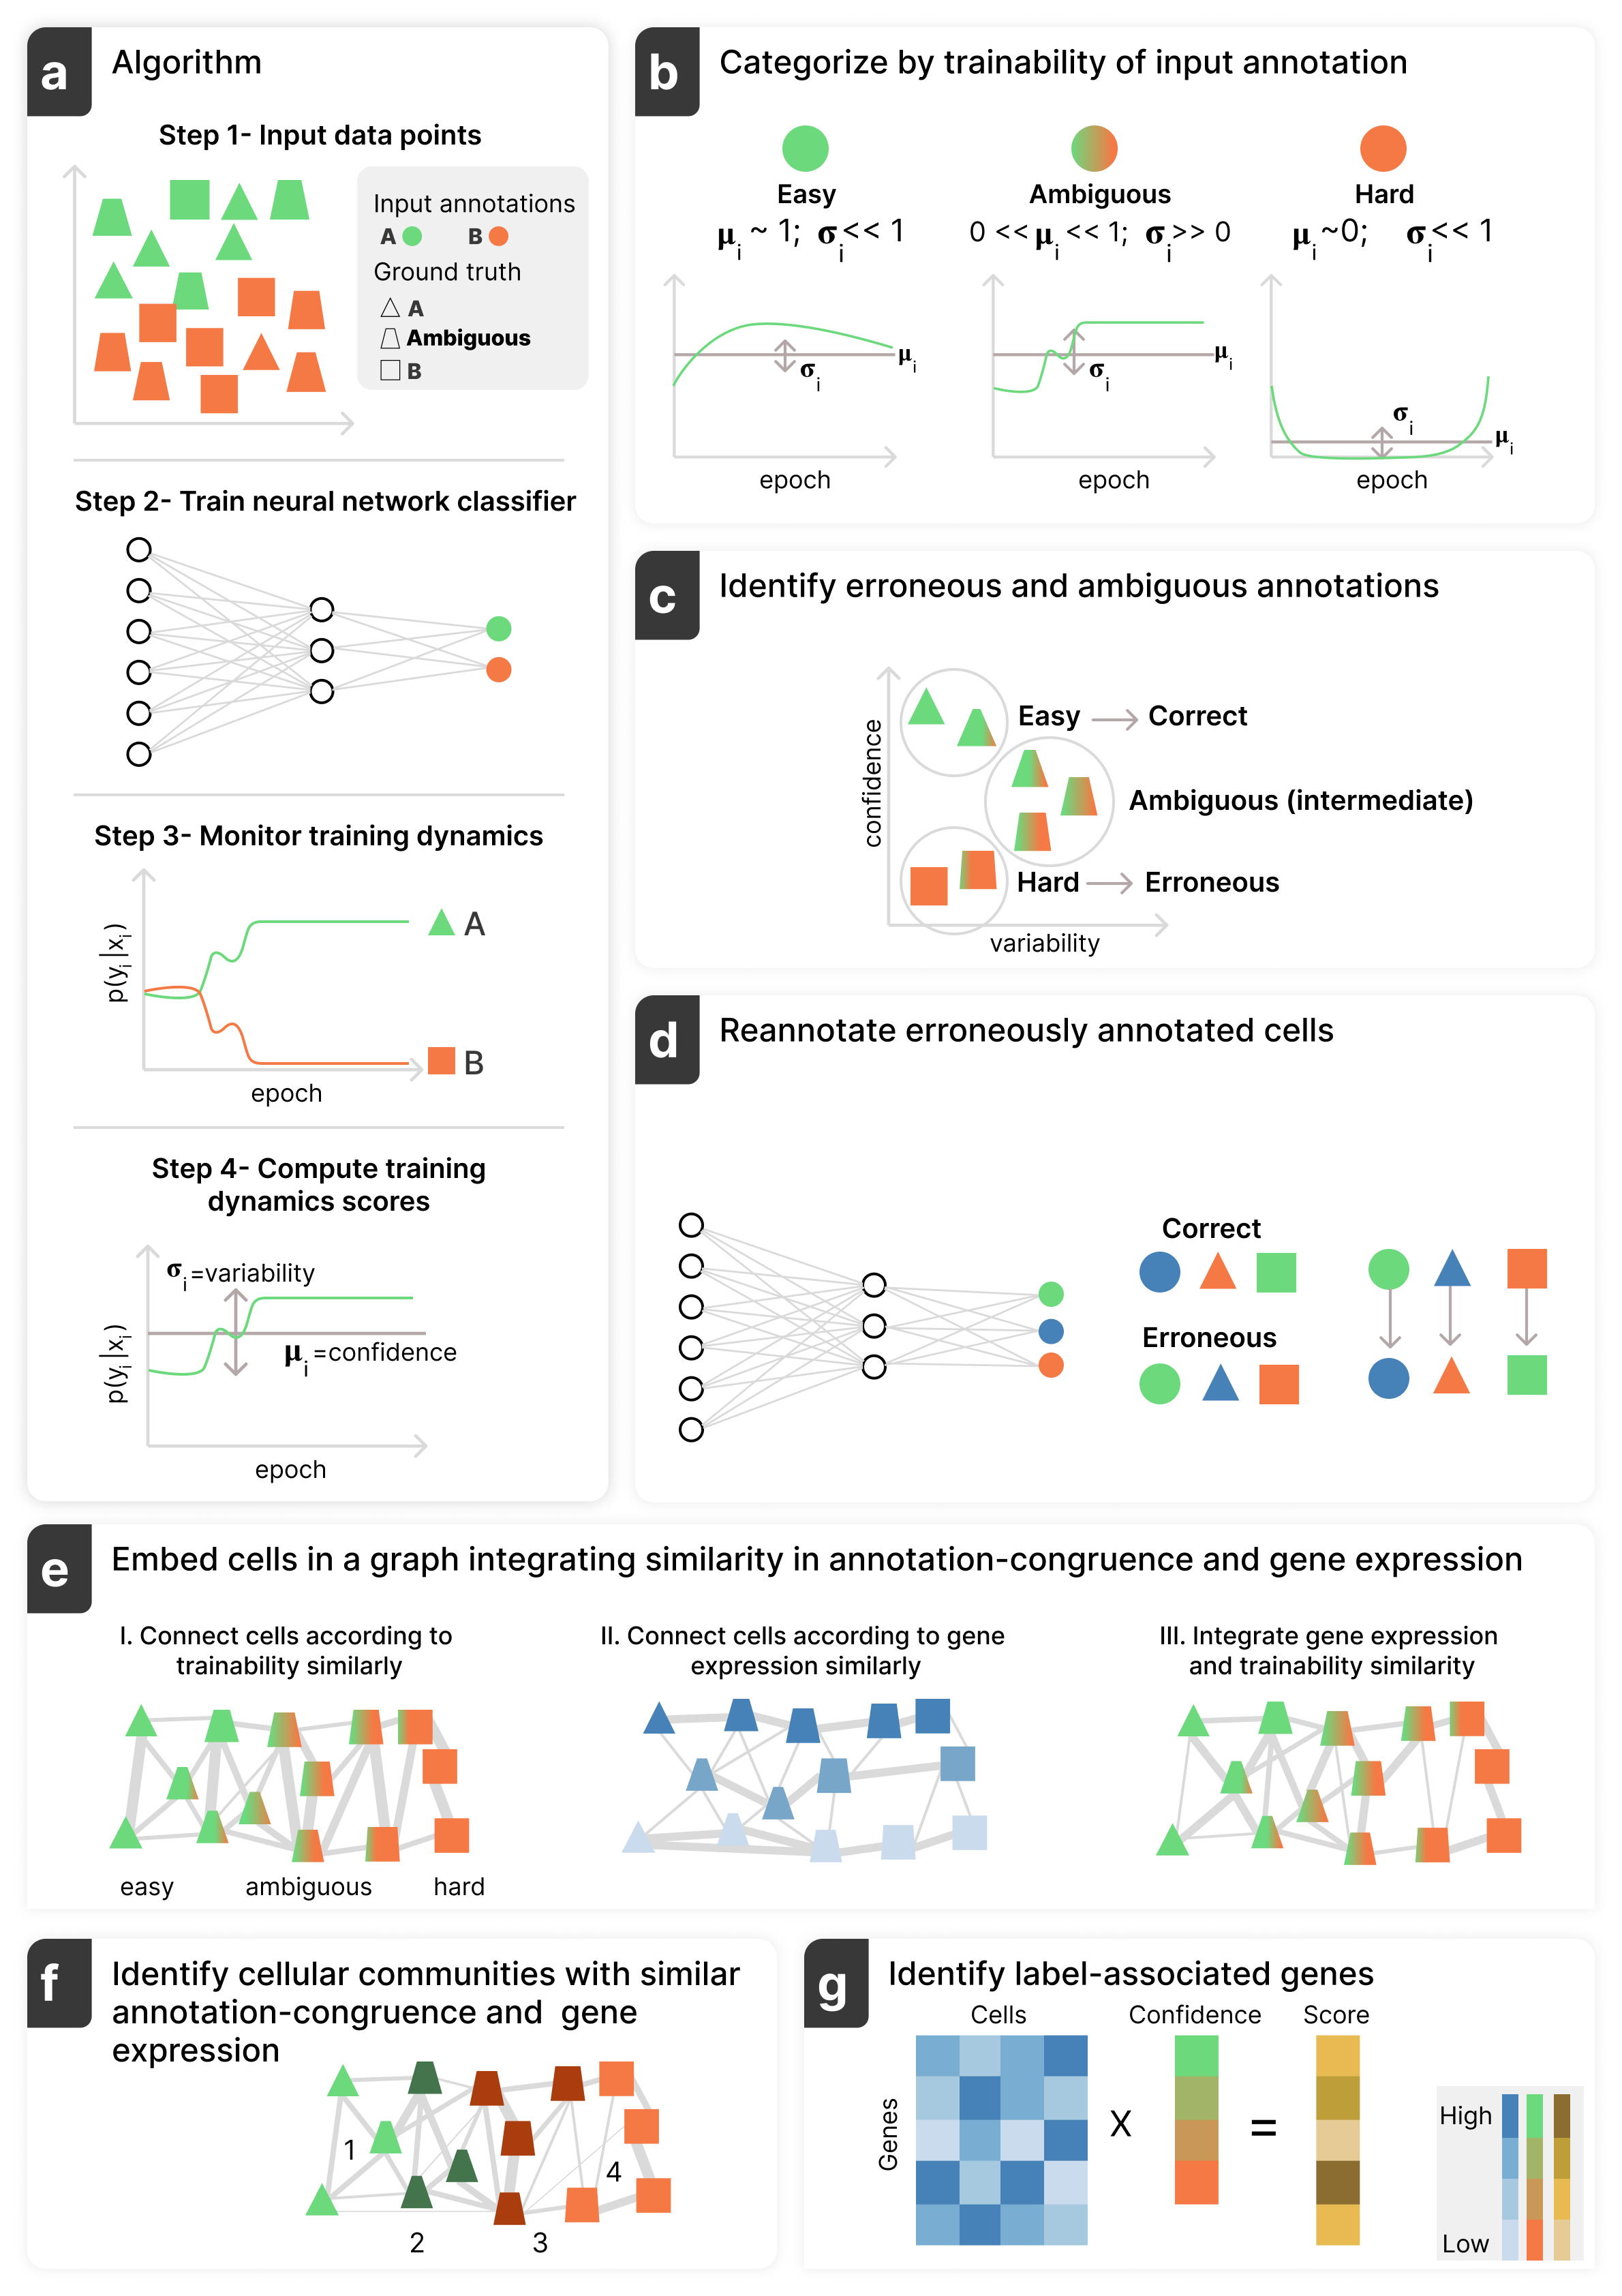 a
Algorithm
Step 1- Input data points
Input annotations
A
B
Ground truth
A
Ambiguous
B
Step 2- Train neural network classifier
Step 3- Monitor training dynamics
p(yi |xi)
A
B
epoch
Step 4- Compute training
dynamics scores
σi=variability
μi=confidence
p(yi |xi)
epoch
b
Categorize by trainability of input annotation
Easy
μi ~ 1; σi<< 1
σi
μi
epoch
Ambiguous
0 << μi << 1; σi>> 0
σi
μi
epoch
Hard
μi~0; σi<< 1
σi
μi
epoch
c
Identify erroneous and ambiguous annotations
confidence
Easy → Correct
Ambiguous (intermediate)
Hard → Erroneous
variability
d
Reannotate erroneously annotated cells
Correct
Erroneous
e
Embed cells in a graph integrating similarity in annotation-congruence and gene expression
I. Connect cells according to
trainability similarly
easy
ambiguous
hard
II. Connect cells according to gene
expression similarly
III. Integrate gene expression
and trainability similarity
f
Identify cellular communities with similar
annotation-congruence and gene
expression
1
2
3
4
g
Identify label-associated genes
Cells
Confidence
Score
Genes
X
=
High
Low